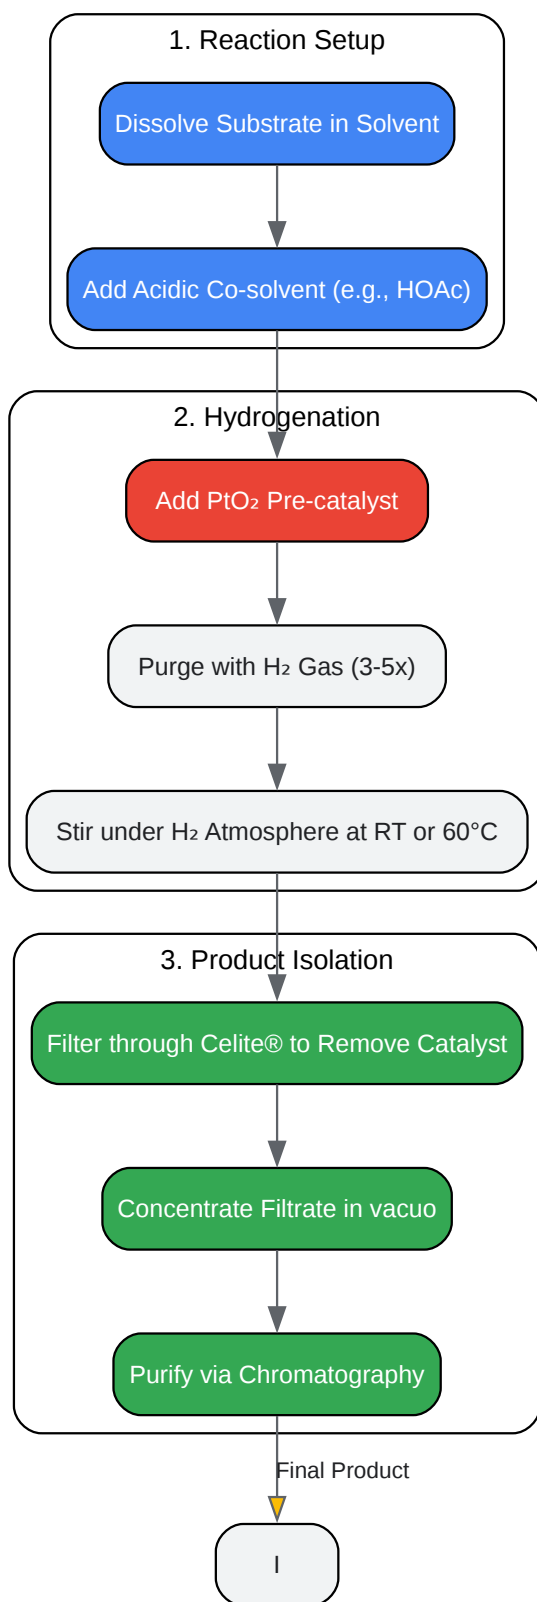 1. Reaction Setup
Dissolve Substrate in Solvent
Add Acidic Co-solvent (e.g., HOAc)
2. Hydrogenation
Add PtO₂ Pre-catalyst
Purge with H₂ Gas (3-5x)
Stir under H₂ Atmosphere at RT or 60°C
3. Product Isolation
Filter through Celite® to Remove Catalyst
Concentrate Filtrate in vacuo
Purify via Chromatography
Final Product
I